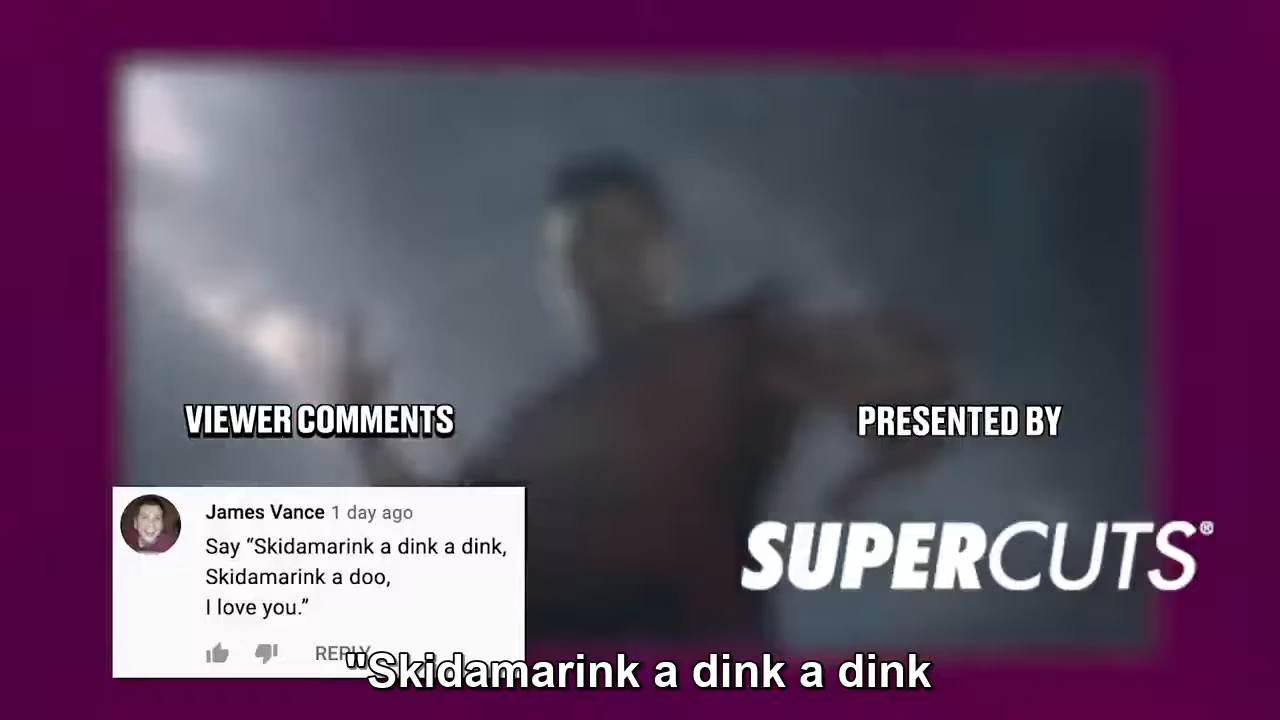 VIEWER COMMENTS
PRESENTED BY
James Vance 1 day ago
Say “Skidamarink a dink a dink,
Skidamarink a doo,
I love you.”
REPLY
SUPERCUTS®
"Skidamarink a dink a dink